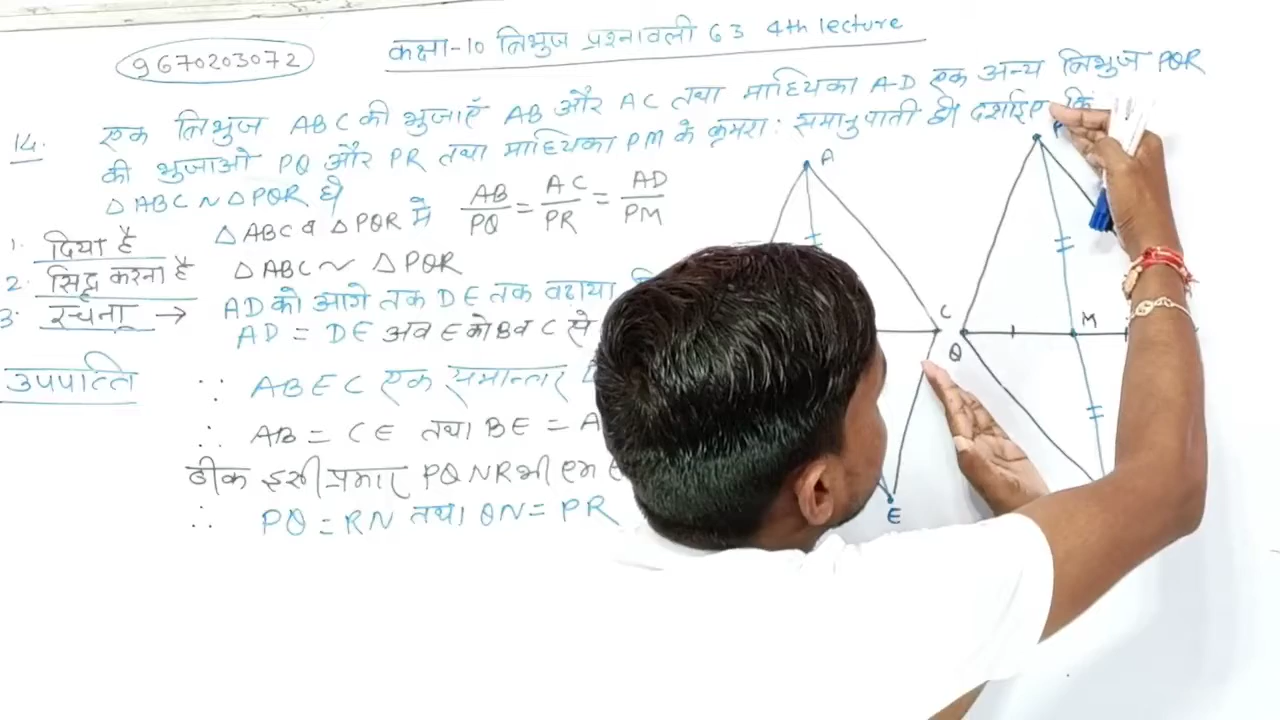 9670203072
कक्षा-10 त्रिभुज प्रश्नावली 6.3 4th lecture
14. एक त्रिभुज ABC की भुजाएँ AB और AC तथा माध्यिका AD एक अन्य त्रिभुज PQR
की भुजाओं PQ और PR तथा माध्यिका PM के क्रमशः समानुपाती हैं दर्शाइए कि
△ABC ~ △PQR है
1. दिया है △ABC व △PQR में AB/PQ = AC/PR = AD/PM
2. सिद्ध करना है △ABC ~ △PQR
3. रचना → AD को आगे तक DE तक बढ़ाया
AD = DE अब E को B व C से
उपपत्ति ∵ ABEC एक समान्तर
∴ AB = CE तथा BE = A
ठीक इसी प्रकार PQNR भी एक
∴ PQ = RN तथा QN = PR
A
C
Q
M
E